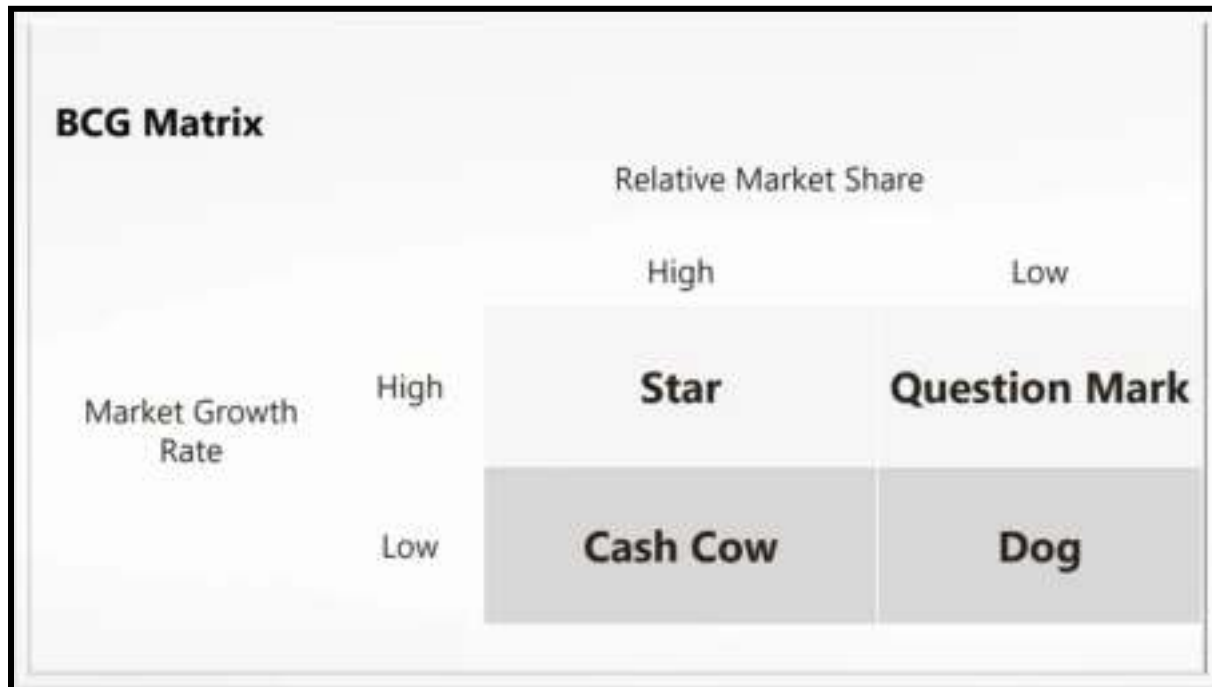 BCG Matrix
Relative Market Share
High Low
High Star Question Mark
Market Growth
Rate
Low Cash Cow Dog